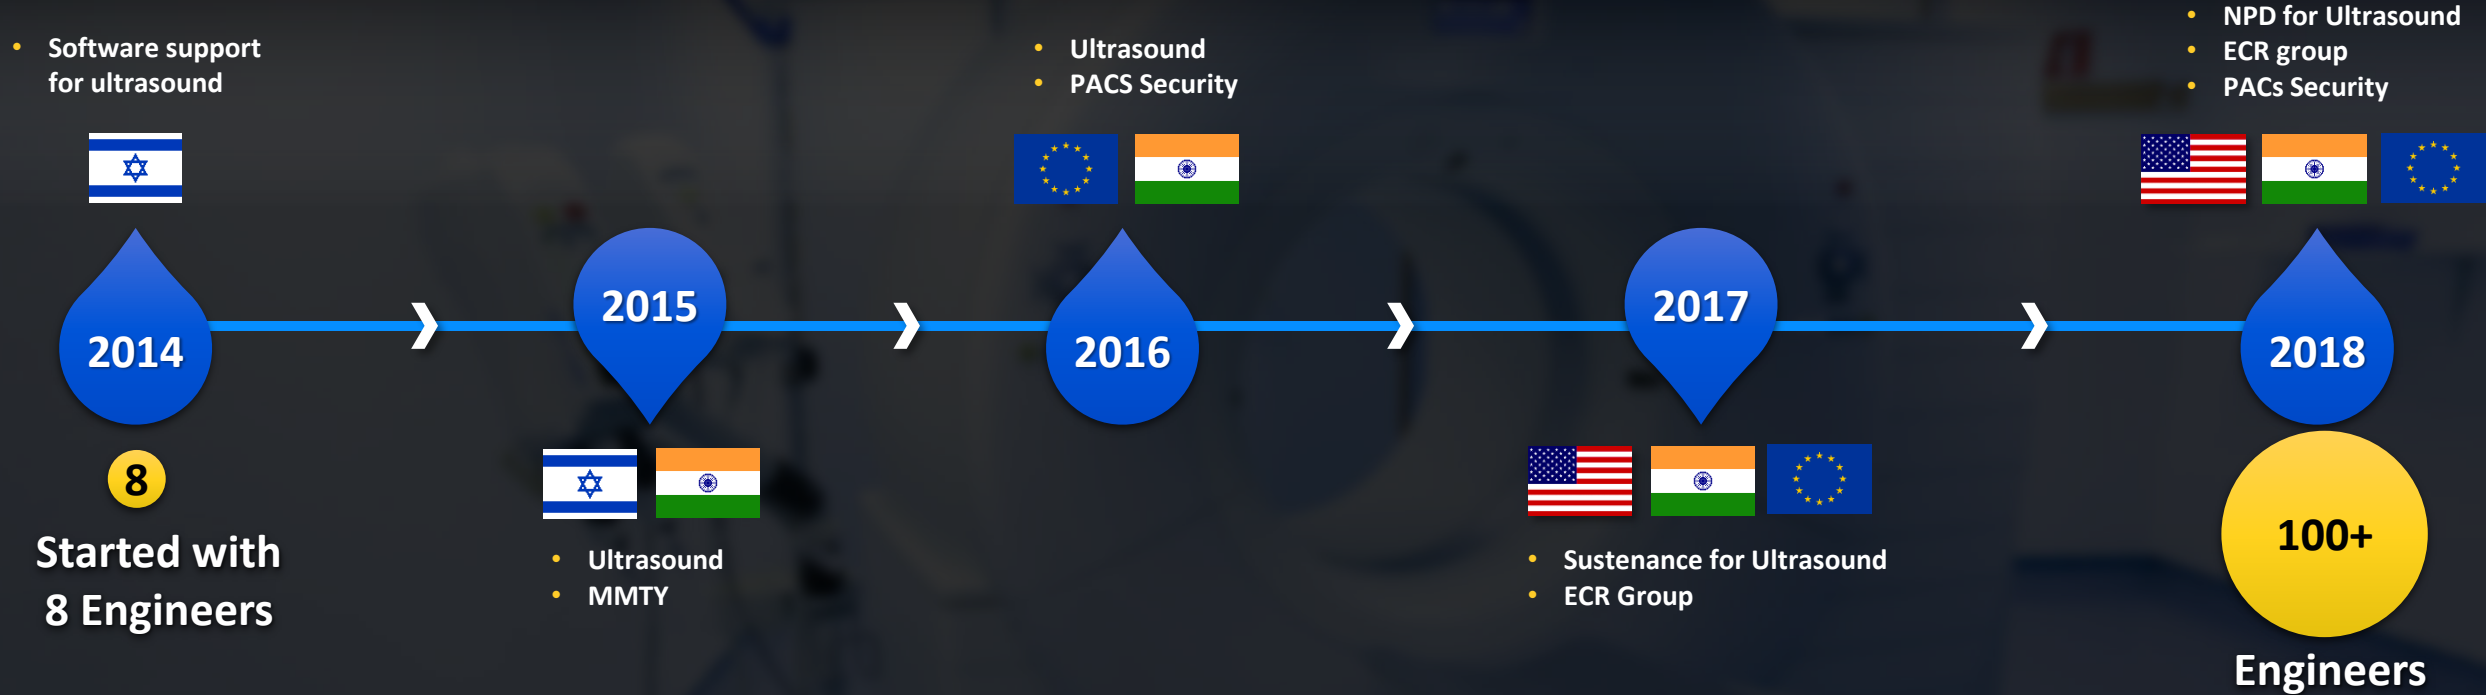 • Software support
for ultrasound
2014
8
Started with
8 Engineers
2015
• Ultrasound
• MMTY
• Ultrasound
• PACS Security
2016
2017
• Sustenance for Ultrasound
• ECR Group
• NPD for Ultrasound
• ECR group
• PACs Security
2018
100+
Engineers